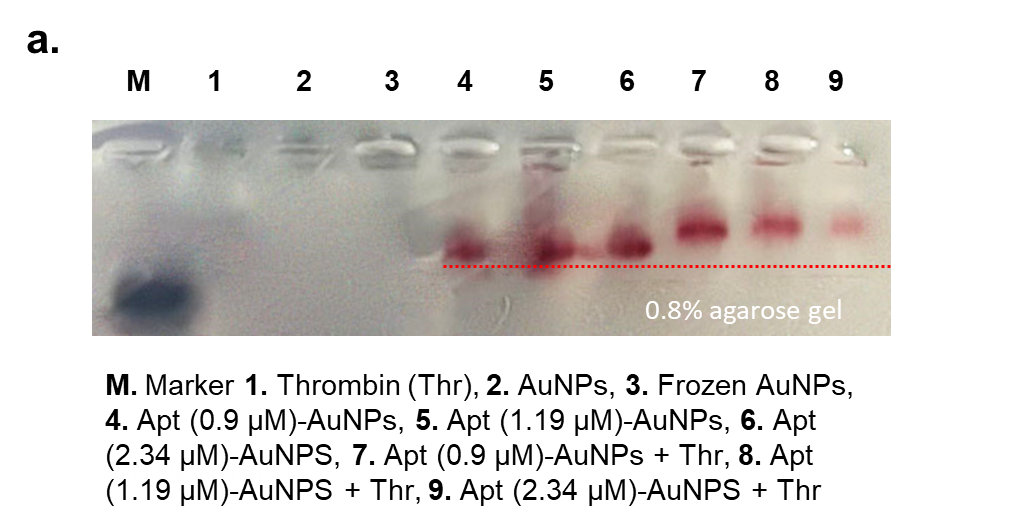 a.
M 1 2 3 4 5 6 7 8 9
0.8% agarose gel
M. Marker 1. Thrombin (Thr), 2. AuNPs, 3. Frozen AuNPs,
4. Apt (0.9 µM)-AuNPs, 5. Apt (1.19 µM)-AuNPs, 6. Apt
(2.34 µM)-AuNPS, 7. Apt (0.9 µM)-AuNPs + Thr, 8. Apt
(1.19 µM)-AuNPS + Thr, 9. Apt (2.34 µM)-AuNPS + Thr